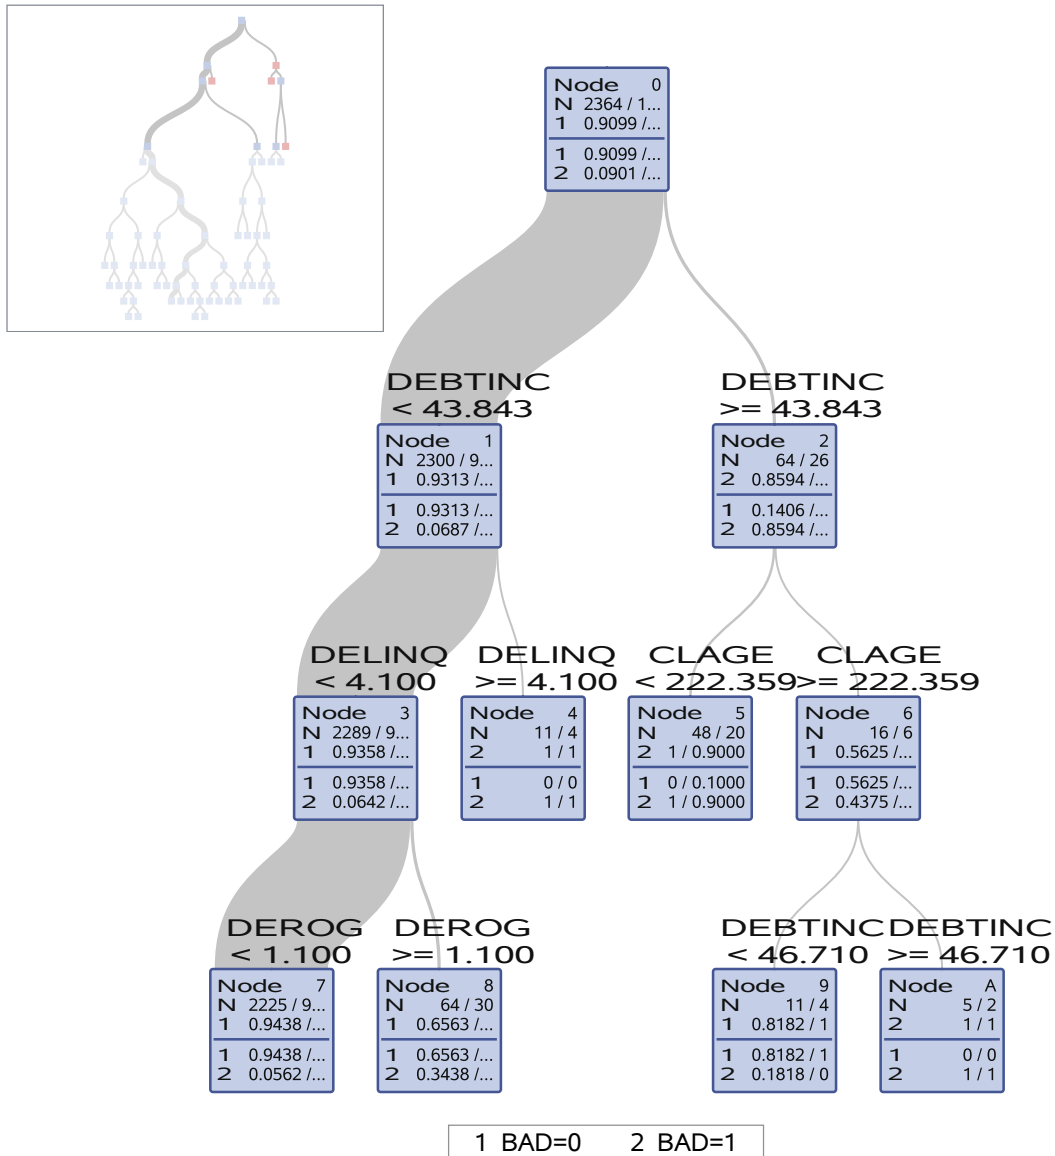 Node 0
N 2364 / 1...
1 0.9099 /...
1 0.9099 /...
2 0.0901 /...
DEBTINC
< 43.843
DEBTINC
>= 43.843
Node 1
N 2300 / 9...
1 0.9313 /...
1 0.9313 /...
2 0.0687 /...
Node 2
N 64 / 26
2 0.8594 /...
1 0.1406 /...
2 0.8594 /...
DELINQ
< 4.100
DELINQ
>= 4.100
CLAGE
< 222.359
CLAGE
>= 222.359
Node 3
N 2289 / 9...
1 0.9358 /...
1 0.9358 /...
2 0.0642 /...
Node 4
N 11 / 4
2 1 / 1
1 0 / 0
2 1 / 1
Node 5
N 48 / 20
2 1 / 0.9000
1 0 / 0.1000
2 1 / 0.9000
Node 6
N 16 / 6
1 0.5625 /...
1 0.5625 /...
2 0.4375 /...
DEROG
< 1.100
DEROG
>= 1.100
DEBTINC
< 46.710
DEBTINC
>= 46.710
Node 7
N 2225 / 9...
1 0.9438 /...
1 0.9438 /...
2 0.0562 /...
Node 8
N 64 / 30
1 0.6563 /...
1 0.6563 /...
2 0.3438 /...
Node 9
N 11 / 4
1 0.8182 / 1
1 0.8182 / 1
2 0.1818 / 0
Node A
N 5 / 2
2 1 / 1
1 0 / 0
2 1 / 1
1 BAD=0 2 BAD=1